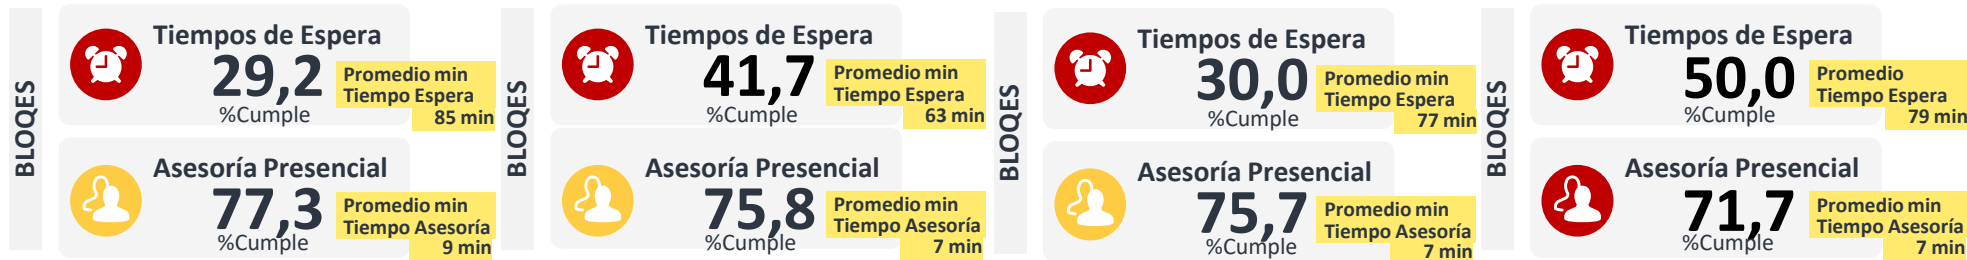 BLOQES
Tiempos de Espera
29,2
%Cumple
Promedio min
Tiempo Espera
85 min
Asesoría Presencial
77,3
%Cumple
Promedio min
Tiempo Asesoría
9 min
BLOQES
Tiempos de Espera
41,7
%Cumple
Promedio min
Tiempo Espera
63 min
Asesoría Presencial
75,8
%Cumple
Promedio min
Tiempo Asesoría
7 min
BLOQES
Tiempos de Espera
30,0
%Cumple
Promedio min
Tiempo Espera
77 min
Asesoría Presencial
75,7
%Cumple
Promedio min
Tiempo Asesoría
7 min
BLOQES
Tiempos de Espera
50,0
%Cumple
Promedio
Tiempo Espera
79 min
Asesoría Presencial
71,7
%Cumple
Promedio min
Tiempo Asesoría
7 min